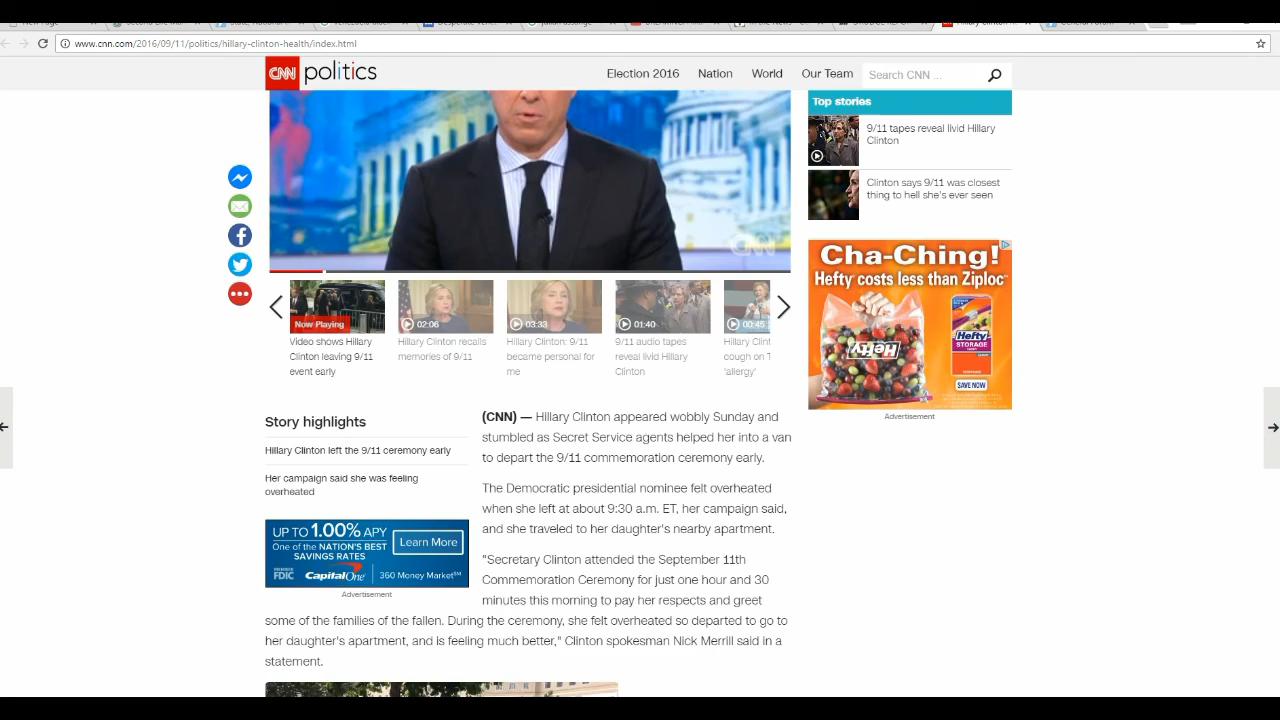 www.cnn.com/2016/09/11/politics/hillary-clinton-health/index.html
CNN politics
Election 2016 Nation World Our Team Search CNN ...
CNN
Top stories
9/11 tapes reveal livid Hillary
Clinton
Clinton says 9/11 was closest
thing to hell she's ever seen
Cha-Ching!
Hefty costs less than Ziploc
Hefty
Hefty
STORAGE
SAVE NOW
Advertisement
Now Playing
Video shows Hillary
Clinton leaving 9/11
event early
02:06
Hillary Clinton recalls
memories of 9/11
03:33
Hillary Clinton: 9/11
became personal for
me
01:40
9/11 audio tapes
reveal livid Hillary
Clinton
00:45
Hillary Clint
cough on T
'allergy'
Story highlights
Hillary Clinton left the 9/11 ceremony early
Her campaign said she was feeling
overheated
UP TO 1.00% APY
One of the NATION'S BEST
SAVINGS RATES
Learn More
MEMBER
FDIC
Capital One
360 Money Market℠
Advertisement
(CNN) — Hillary Clinton appeared wobbly Sunday and
stumbled as Secret Service agents helped her into a van
to depart the 9/11 commemoration ceremony early.
The Democratic presidential nominee felt overheated
when she left at about 9:30 a.m. ET, her campaign said,
and she traveled to her daughter's nearby apartment.
"Secretary Clinton attended the September 11th
Commemoration Ceremony for just one hour and 30
minutes this morning to pay her respects and greet
some of the families of the fallen. During the ceremony, she felt overheated so departed to go to
her daughter's apartment, and is feeling much better," Clinton spokesman Nick Merrill said in a
statement.